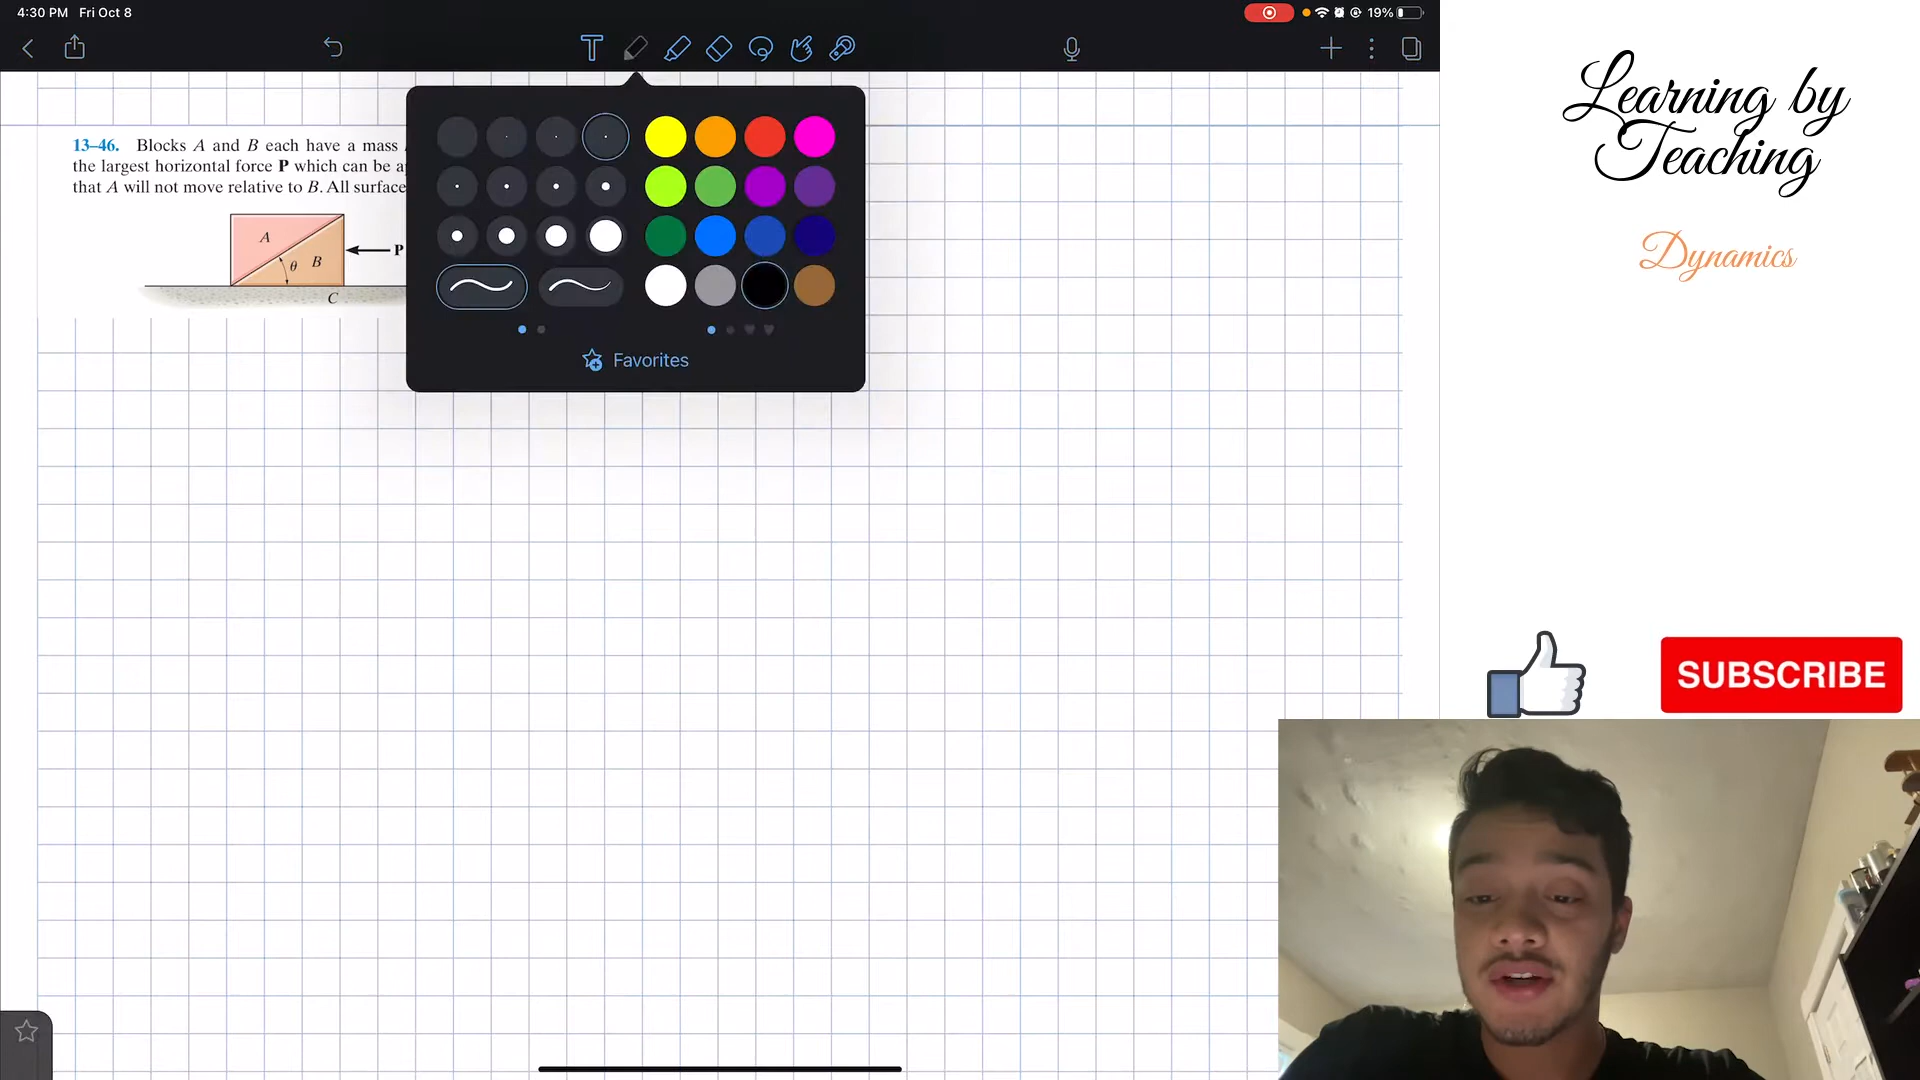 4:30 PM Fri Oct 8
19%
T
13–46. Blocks A and B each have a mass
the largest horizontal force P which can be
that A will not move relative to B. All
A
θ
B
P
C
Favorites
Learning by
Teaching
Dynamics
SUBSCRIBE